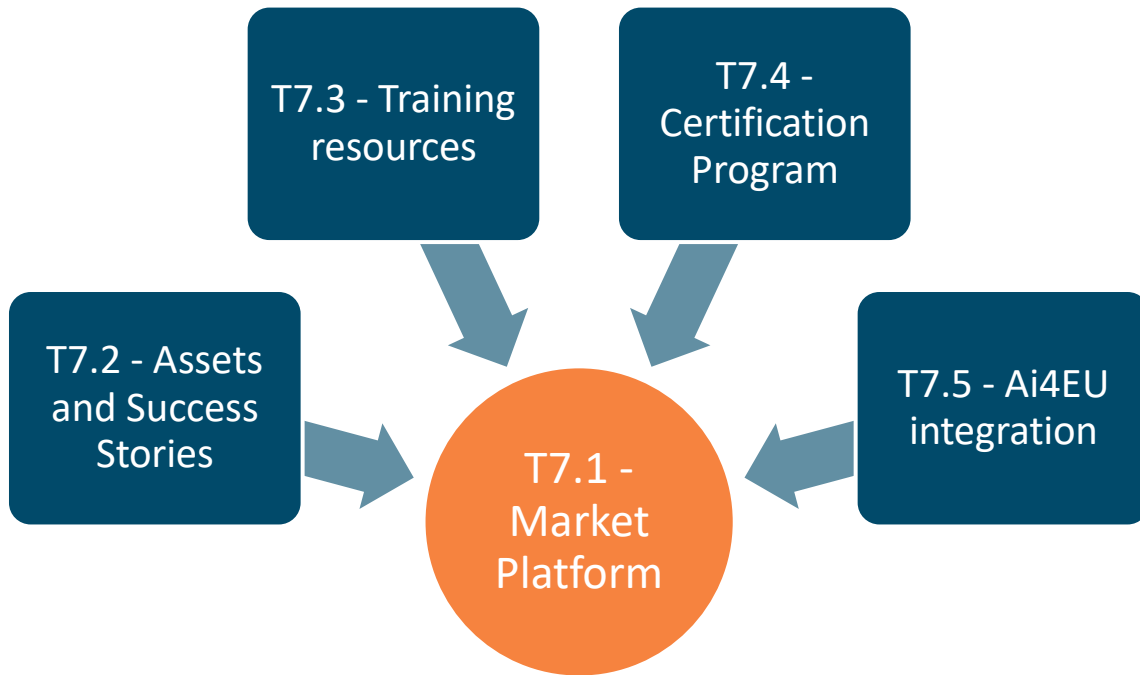 T7.3 - Training
resources
T7.4 -
Certification
Program
T7.2 - Assets
and Success
Stories
T7.5 - Ai4EU
integration
T7.1 -
Market
Platform